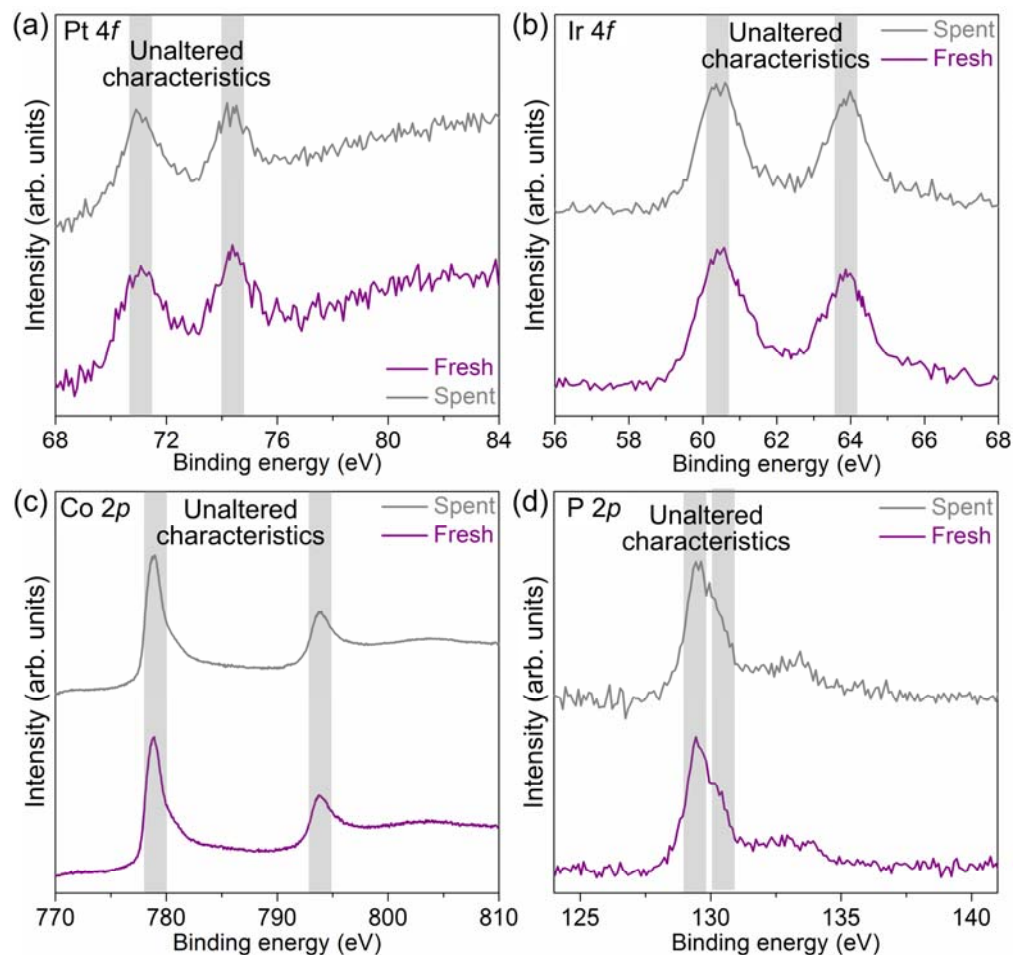 (a) Pt 4f
Unaltered
characteristics
Intensity (arb. units)
Fresh
Spent
68 72 76 80 84
Binding energy (eV)
(b) Ir 4f
Unaltered
characteristics
Spent
Fresh
Intensity (arb. units)
56 58 60 62 64 66 68
Binding energy (eV)
(c) Co 2p
Unaltered
characteristics
Spent
Fresh
Intensity (arb. units)
770 780 790 800 810
Binding energy (eV)
(d) P 2p
Unaltered
characteristics
Spent
Fresh
Intensity (arb. units)
125 130 135 140
Binding energy (eV)